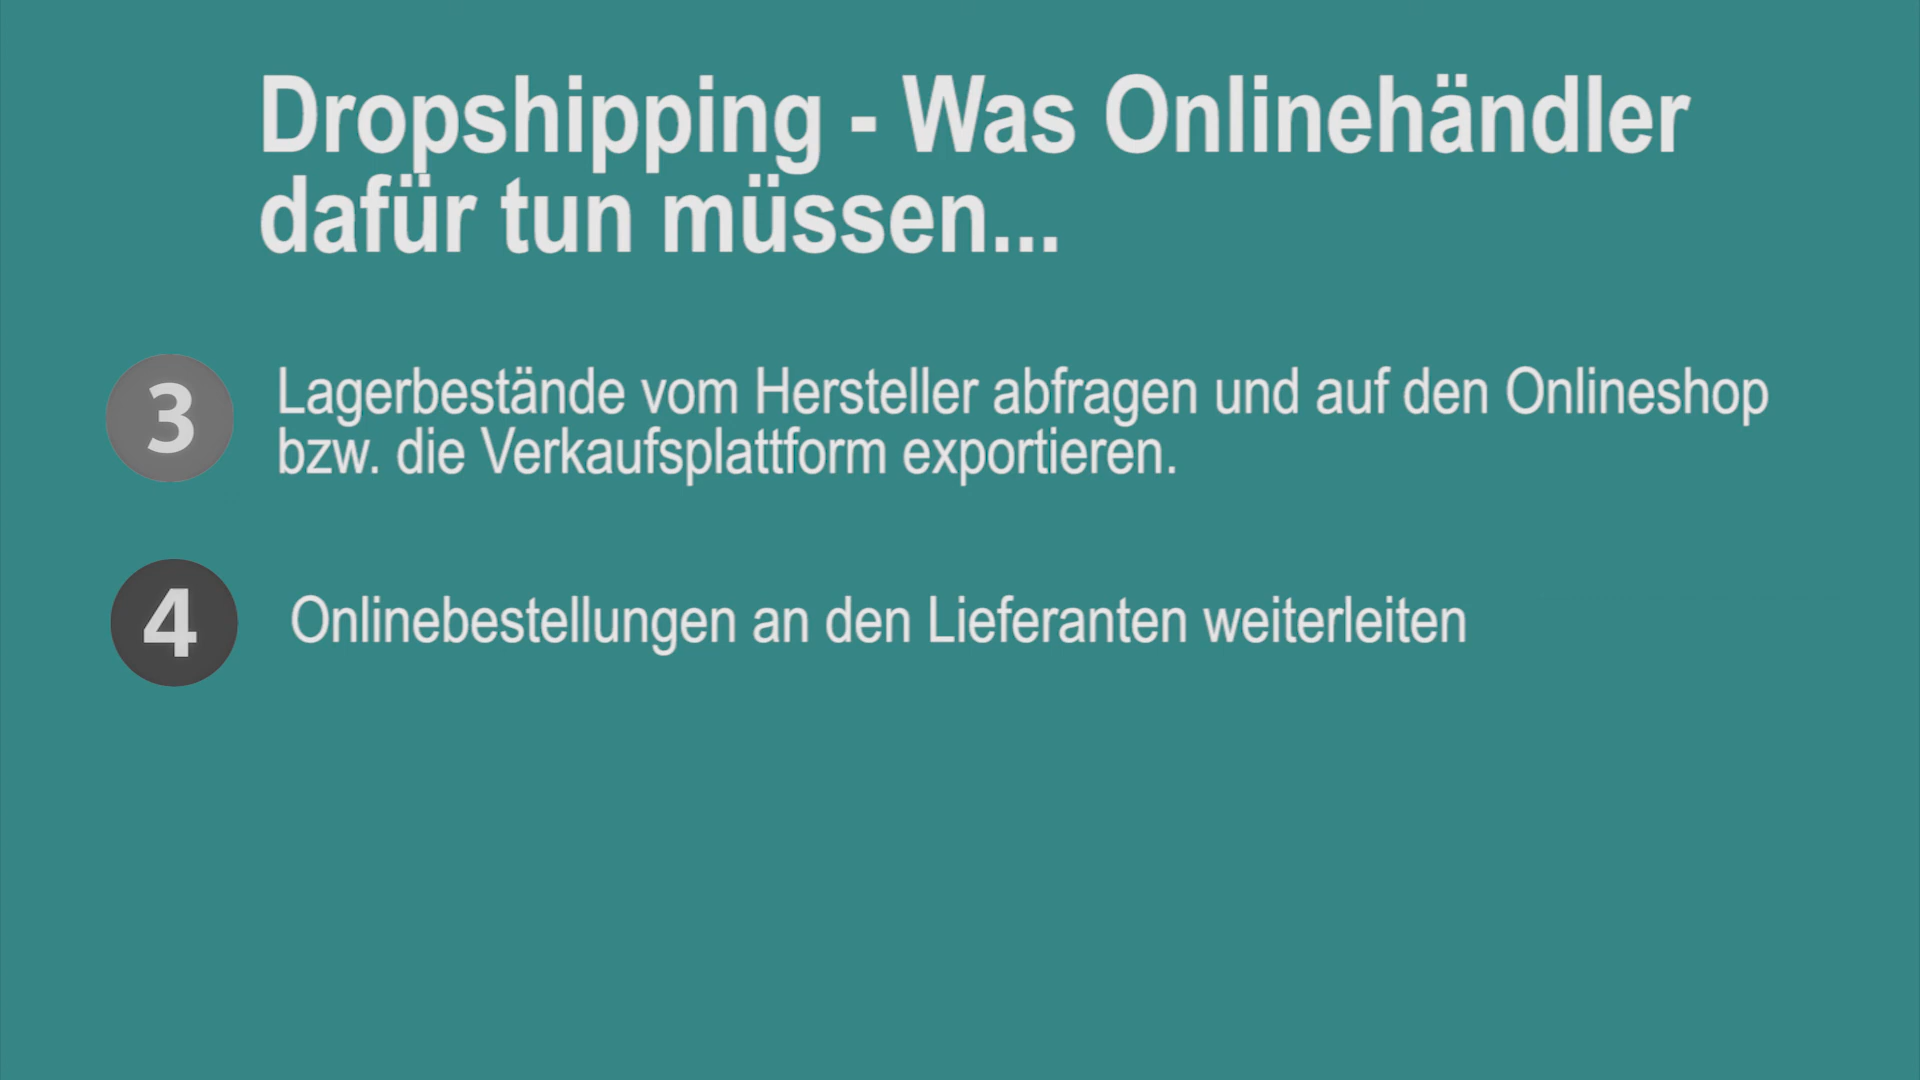 Dropshipping - Was Onlinehändler
dafür tun müssen...
3 Lagerbestände vom Hersteller abfragen und auf den Onlineshop
bzw. die Verkaufsplattform exportieren.
4 Onlinebestellungen an den Lieferanten weiterleiten